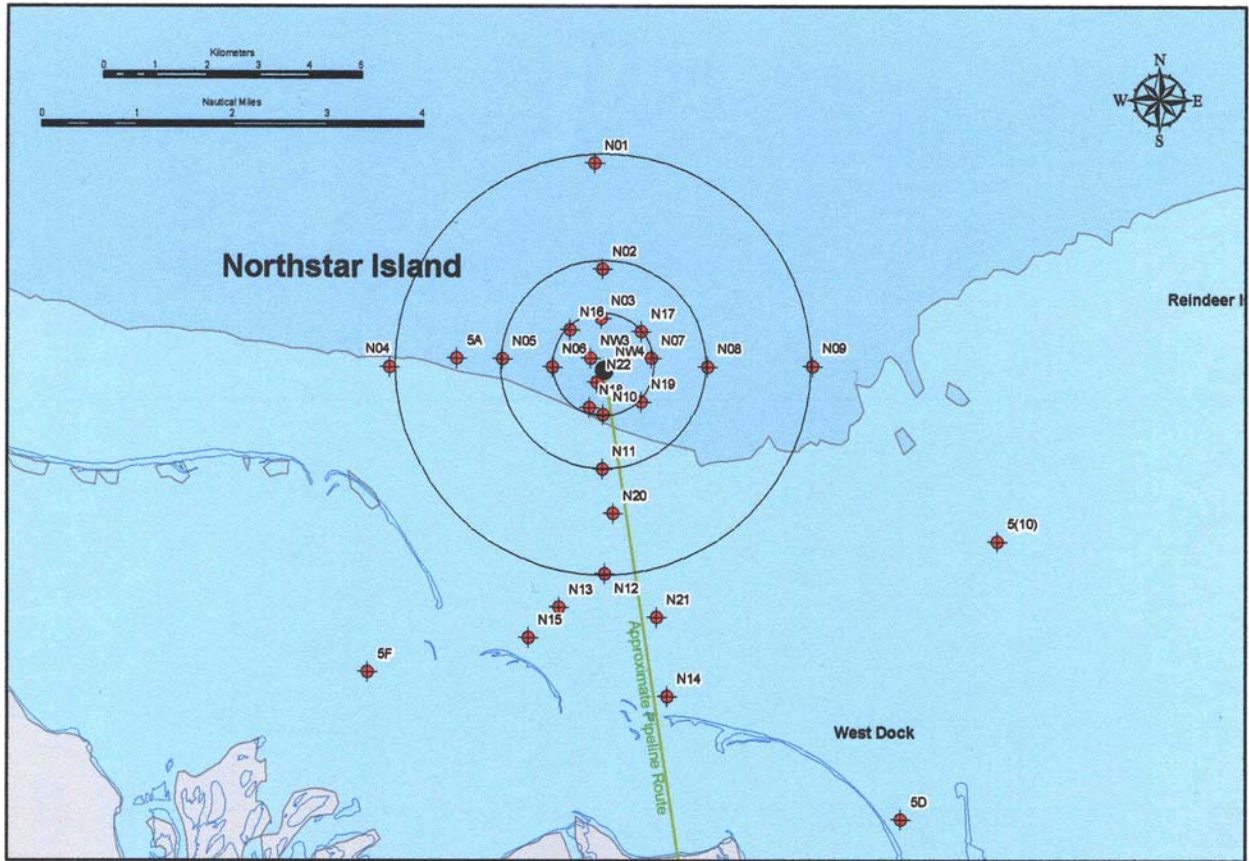 Kilometers
0 1 2 3 4 5
Nautical Miles
0 1 2 3 4
N
W E
S
N01
Northstar Island
N02
Reindeer
N03
N16
N17
N04
5A
N05
N06
NW3
NW4
N07
N08
N09
N22
N18
N10
N19
N11
N20
5(10)
N12
N13
N21
N15
5F
N14
Approximate Pipeline Route
West Dock
5D